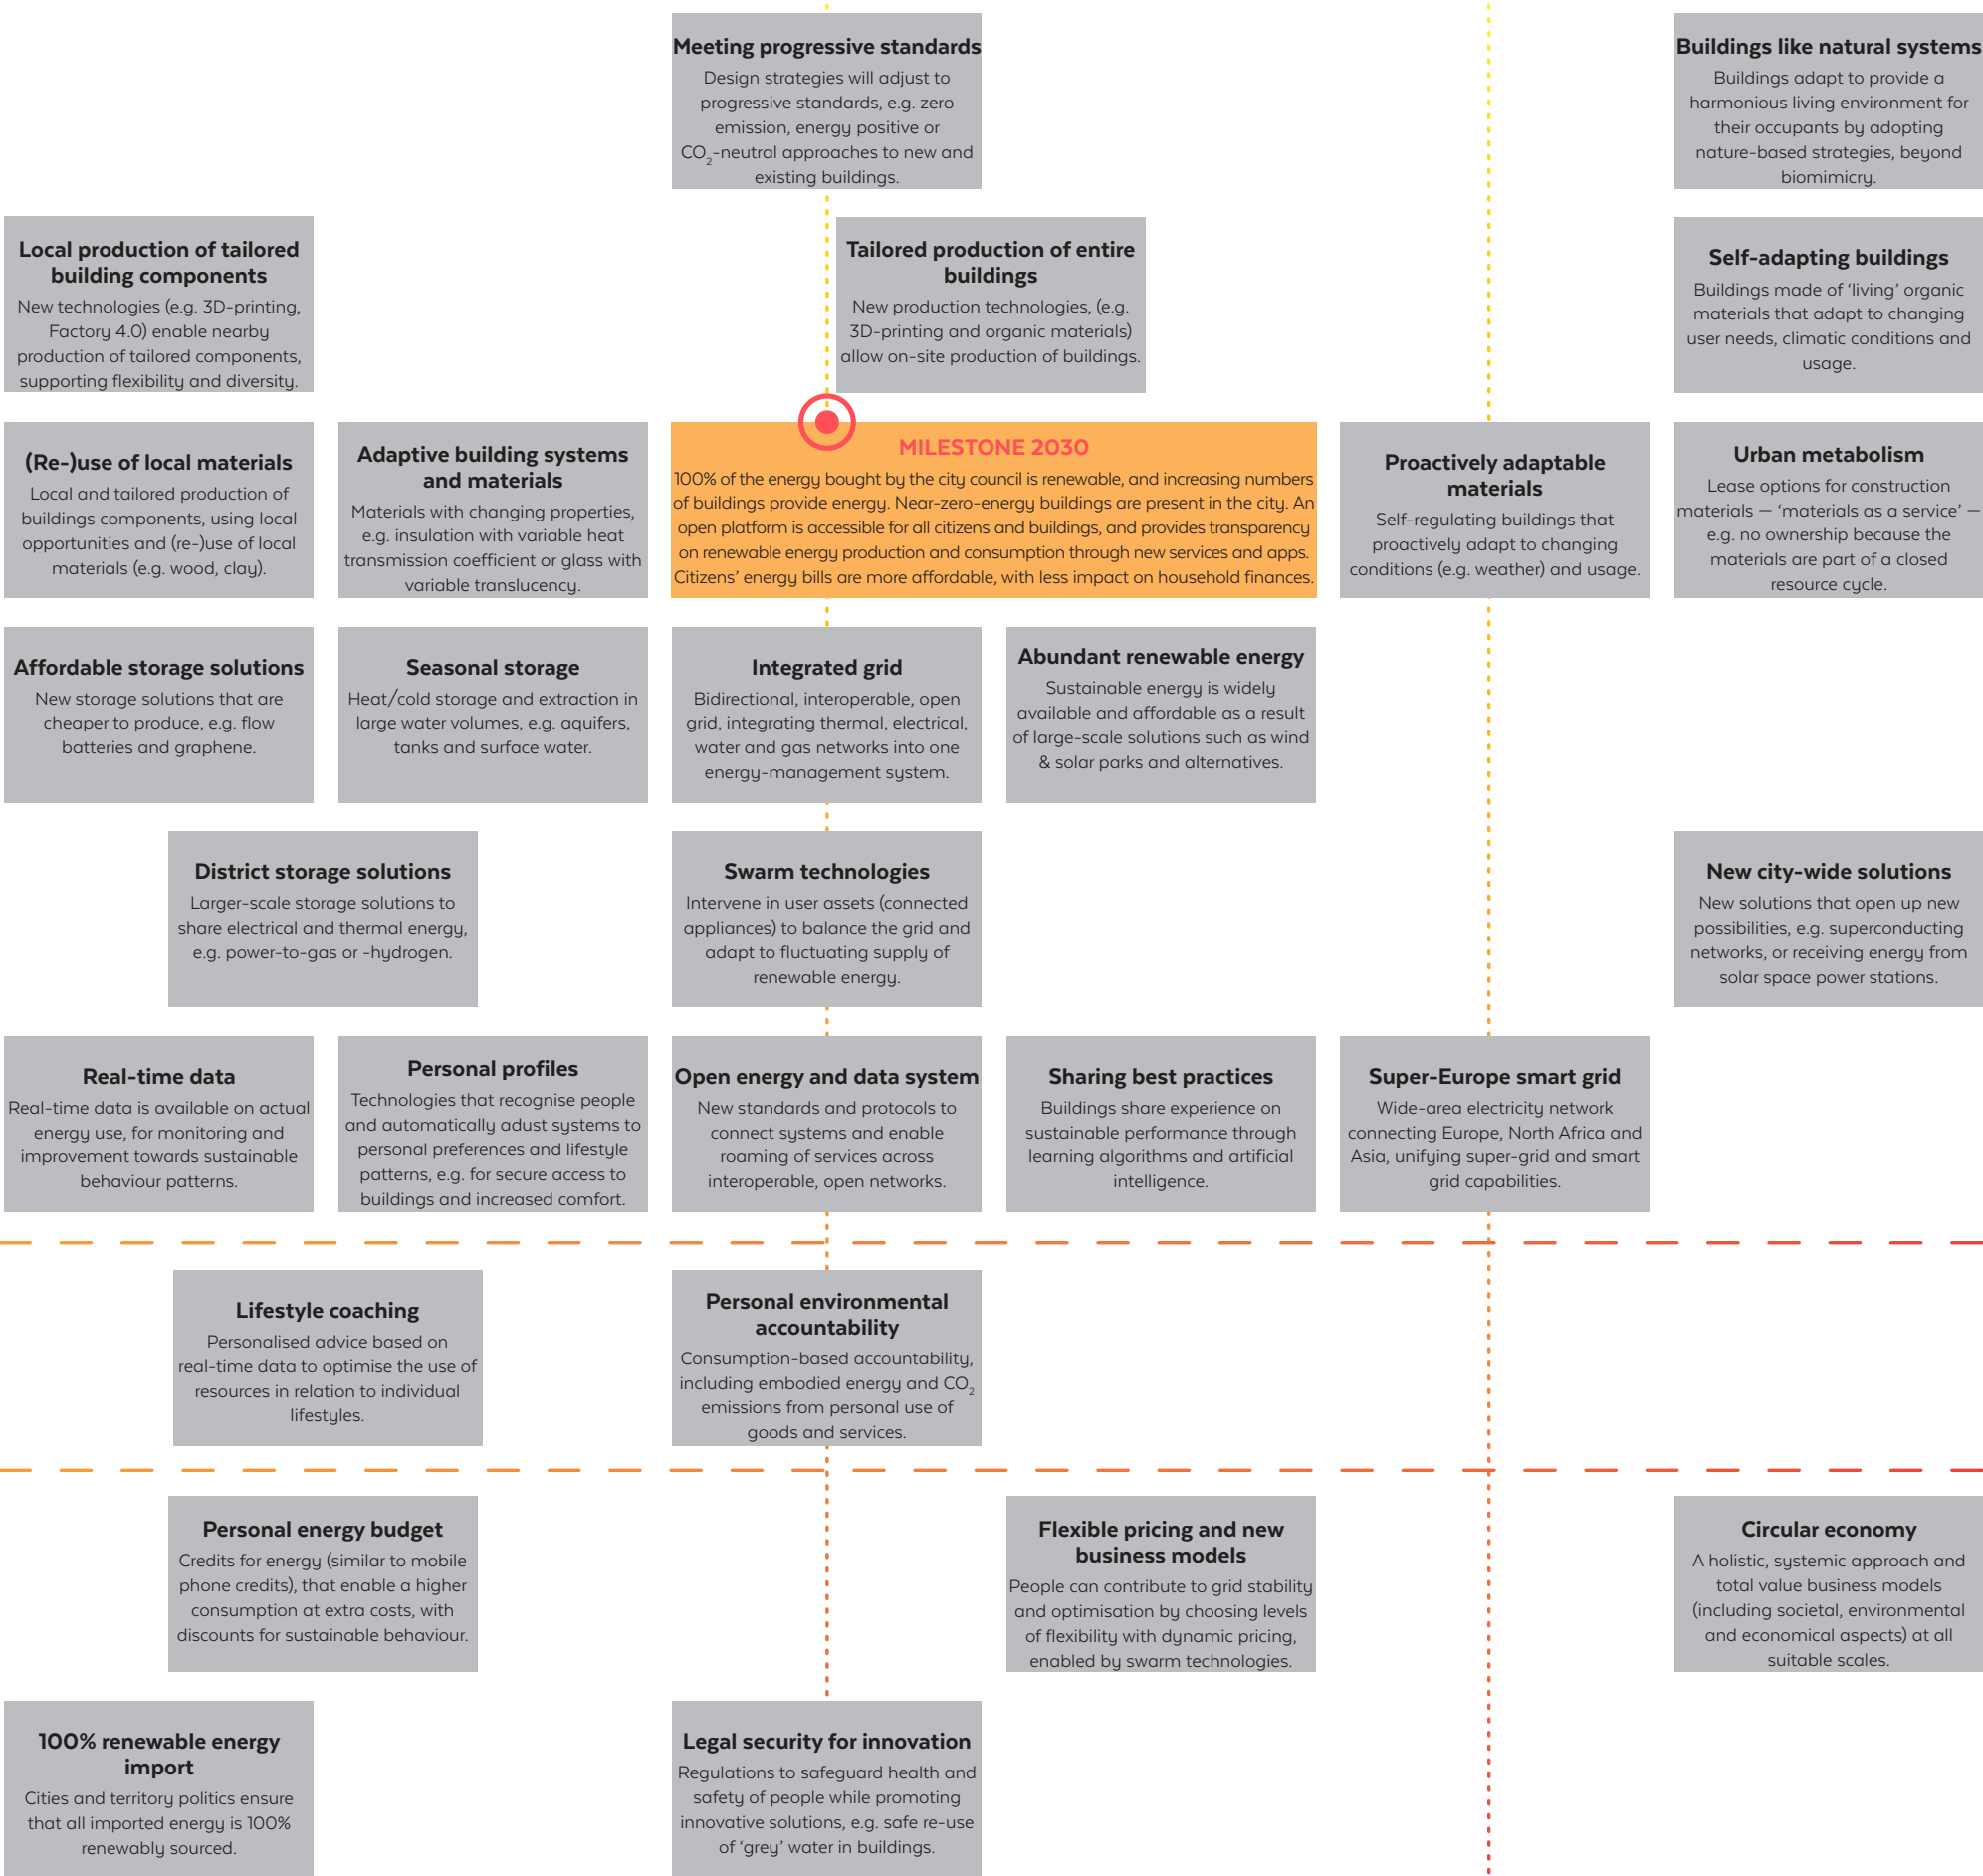 Meeting progressive standards
Design strategies will adjust to
progressive standards, e.g. zero
emission, energy positive or
CO₂-neutral approaches to new and
existing buildings.
Buildings like natural systems
Buildings adapt to provide a
harmonious living environment for
their occupants by adopting
nature-based strategies, beyond
biomimicry.
Local production of tailored
building components
New technologies (e.g. 3D-printing,
Factory 4.0) enable nearby
production of tailored components,
supporting flexibility and diversity.
Tailored production of entire
buildings
New production technologies, (e.g.
3D-printing and organic materials)
allow on-site production of buildings.
Self-adapting buildings
Buildings made of ‘living’ organic
materials that adapt to changing
user needs, climatic conditions and
usage.
(Re-)use of local materials
Local and tailored production of
buildings components, using local
opportunities and (re-)use of local
materials (e.g. wood, clay).
Adaptive building systems
and materials
Materials with changing properties,
e.g. insulation with variable heat
transmission coefficient or glass with
variable translucency.
MILESTONE 2030
100% of the energy bought by the city council is renewable, and increasing numbers
of buildings provide energy. Near-zero-energy buildings are present in the city. An
open platform is accessible for all citizens and buildings, and provides transparency
on renewable energy production and consumption through new services and apps.
Citizens’ energy bills are more affordable, with less impact on household finances.
Proactively adaptable
materials
Self-regulating buildings that
proactively adapt to changing
conditions (e.g. weather) and usage.
Urban metabolism
Lease options for construction
materials – ‘materials as a service’ –
e.g. no ownership because the
materials are part of a closed
resource cycle.
Affordable storage solutions
New storage solutions that are
cheaper to produce, e.g. flow
batteries and graphene.
Seasonal storage
Heat/cold storage and extraction in
large water volumes, e.g. aquifers,
tanks and surface water.
Integrated grid
Bidirectional, interoperable, open
grid, integrating thermal, electrical,
water and gas networks into one
energy-management system.
Abundant renewable energy
Sustainable energy is widely
available and affordable as a result
of large-scale solutions such as wind
& solar parks and alternatives.
District storage solutions
Larger-scale storage solutions to
share electrical and thermal energy,
e.g. power-to-gas or -hydrogen.
Swarm technologies
Intervene in user assets (connected
appliances) to balance the grid and
adapt to fluctuating supply of
renewable energy.
New city-wide solutions
New solutions that open up new
possibilities, e.g. superconducting
networks, or receiving energy from
solar space power stations.
Real-time data
Real-time data is available on actual
energy use, for monitoring and
improvement towards sustainable
behaviour patterns.
Personal profiles
Technologies that recognise people
and automatically adust systems to
personal preferences and lifestyle
patterns, e.g. for secure access to
buildings and increased comfort.
Open energy and data system
New standards and protocols to
connect systems and enable
roaming of services across
interoperable, open networks.
Sharing best practices
Buildings share experience on
sustainable performance through
learning algorithms and artificial
intelligence.
Super-Europe smart grid
Wide-area electricity network
connecting Europe, North Africa and
Asia, unifying super-grid and smart
grid capabilities.
Lifestyle coaching
Personalised advice based on
real-time data to optimise the use of
resources in relation to individual
lifestyles.
Personal environmental
accountability
Consumption-based accountability,
including embodied energy and CO₂
emissions from personal use of
goods and services.
Personal energy budget
Credits for energy (similar to mobile
phone credits), that enable a higher
consumption at extra costs, with
discounts for sustainable behaviour.
Flexible pricing and new
business models
People can contribute to grid stability
and optimisation by choosing levels
of flexibility with dynamic pricing,
enabled by swarm technologies.
Circular economy
A holistic, systemic approach and
total value business models
(including societal, environmental
and economical aspects) at all
suitable scales.
100% renewable energy
import
Cities and territory politics ensure
that all imported energy is 100%
renewably sourced.
Legal security for innovation
Regulations to safeguard health and
safety of people while promoting
innovative solutions, e.g. safe re-use
of ‘grey’ water in buildings.